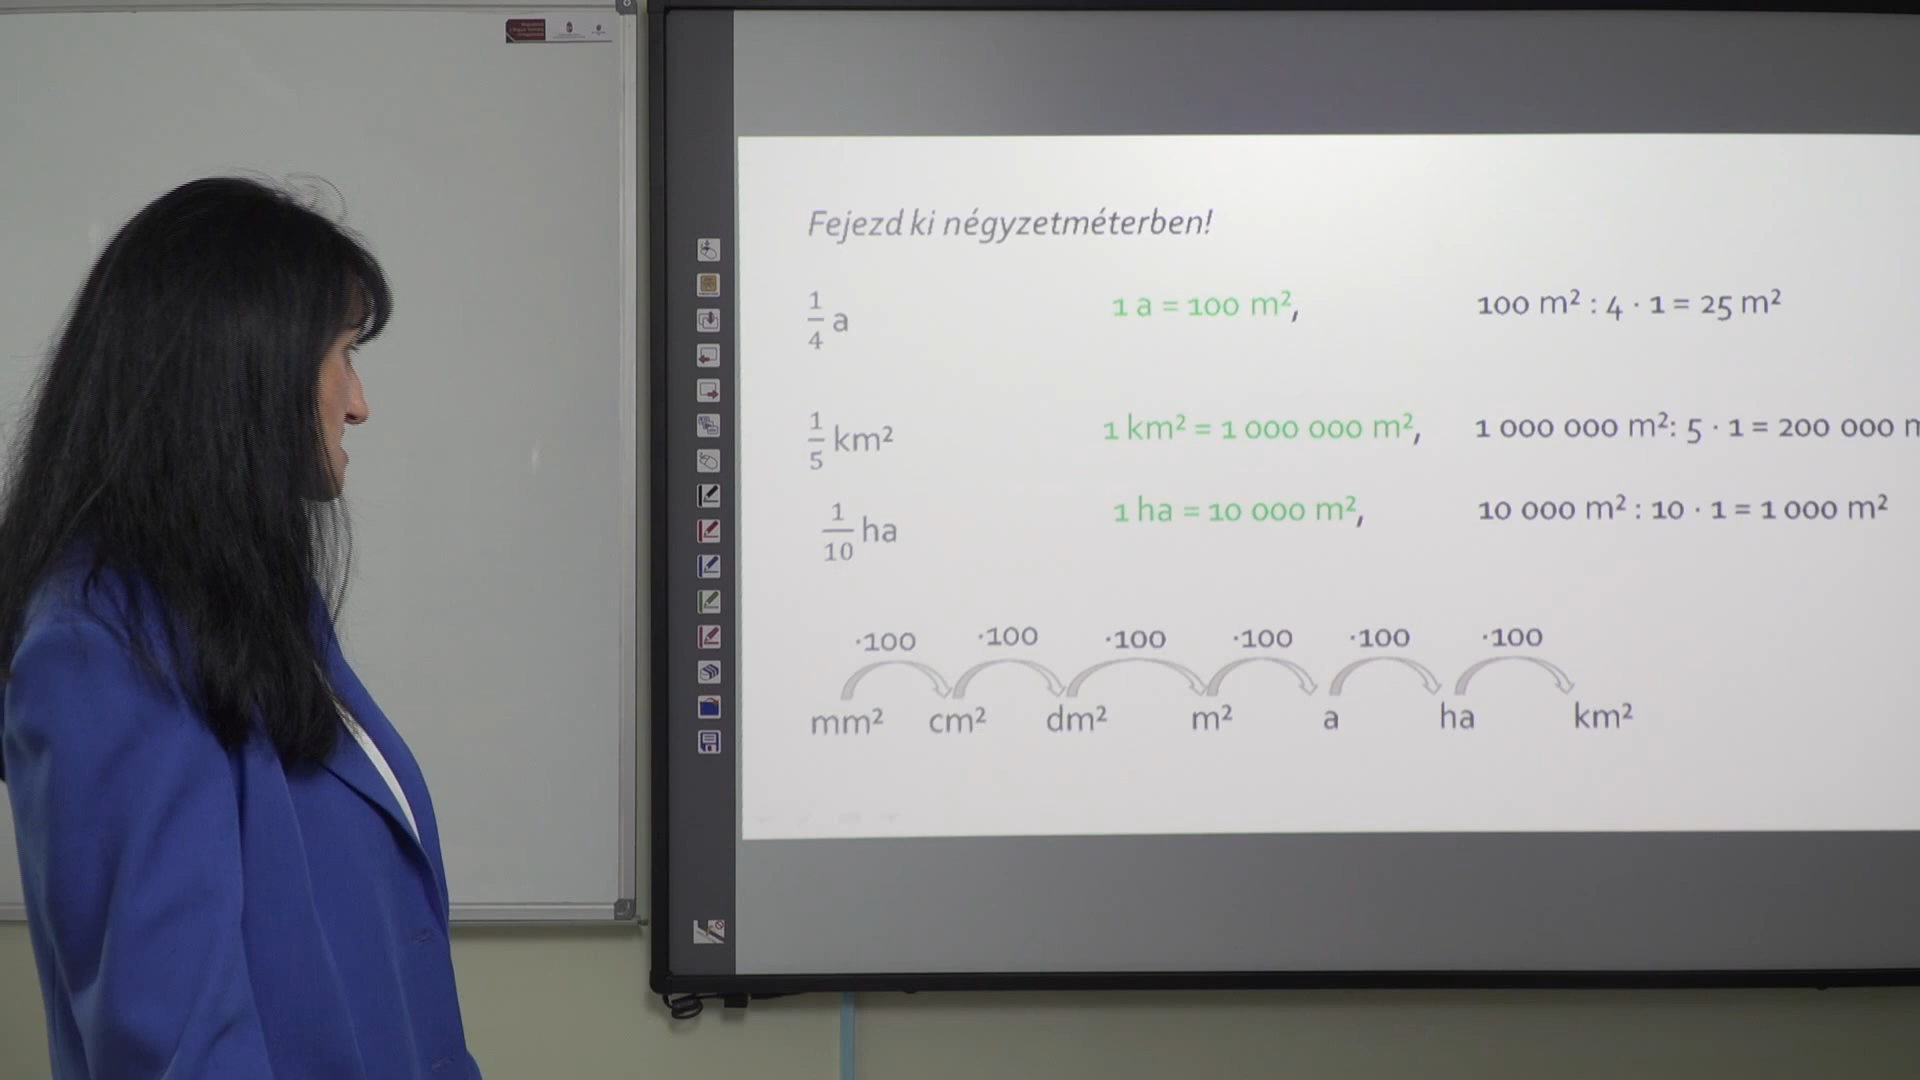 Fejezd ki négyzetméterben!
1/4 a 1 a = 100 m², 100 m² : 4 · 1 = 25 m²
1/5 km² 1 km² = 1 000 000 m², 1 000 000 m²: 5 · 1 = 200 000
1/10 ha 1 ha = 10 000 m², 10 000 m² : 10 · 1 = 1 000 m²
·100 ·100 ·100 ·100 ·100 ·100
mm² cm² dm² m² a ha km²